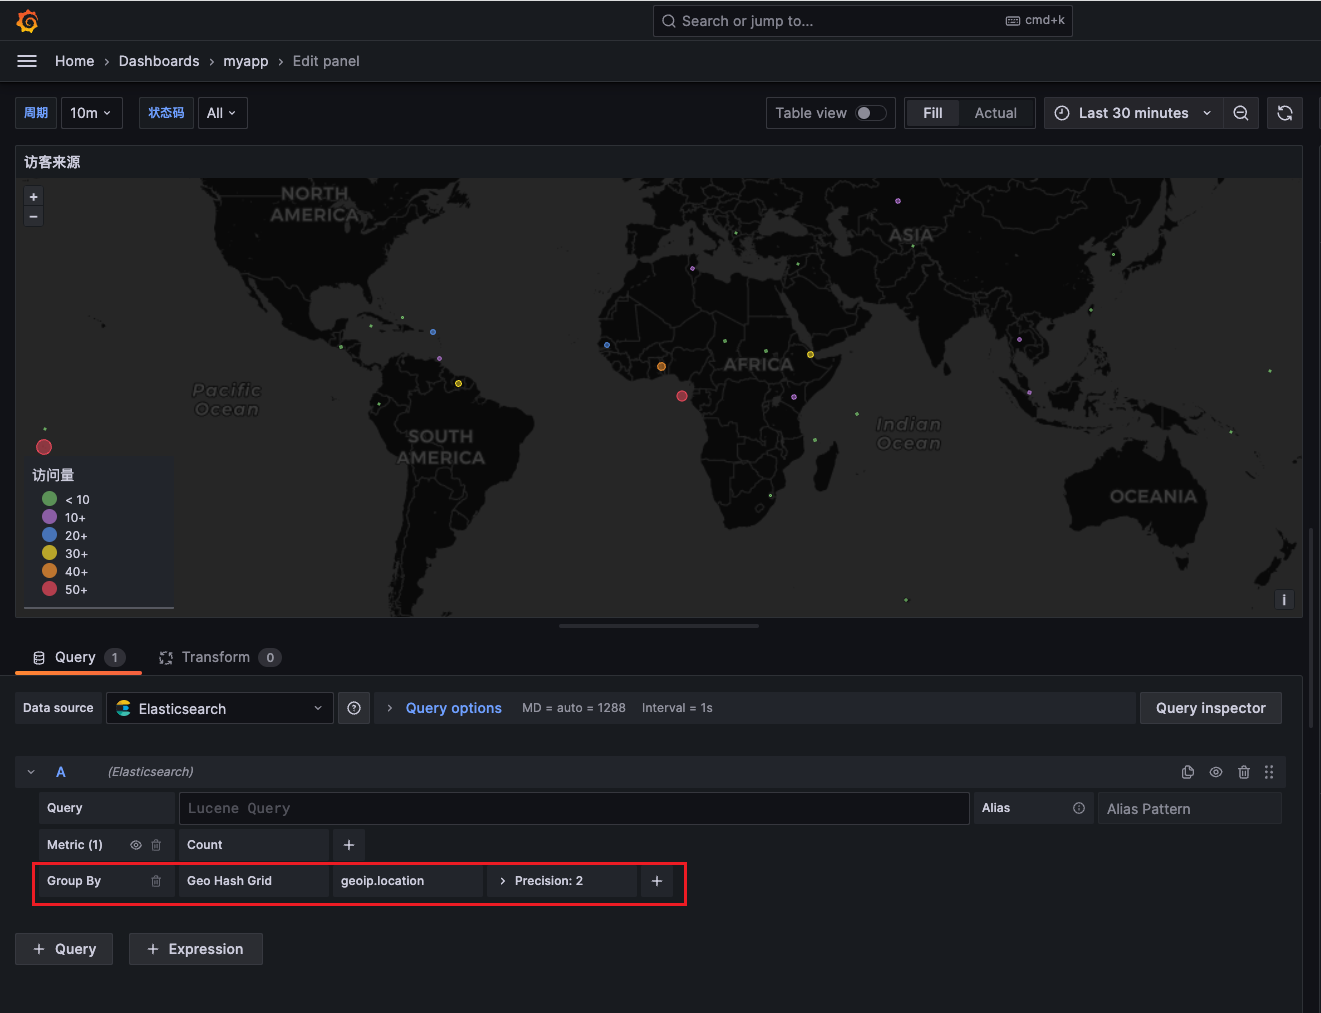 Search or jump to...
cmd+k
Home › Dashboards › myapp › Edit panel
周期 10m 状态码 All Table view Fill Actual Last 30 minutes
访客来源
+
−
NORTH
AMERICA
ASIA
AFRICA
Pacific
Ocean
Indian
Ocean
SOUTH
AMERICA
OCEANIA
访问量
< 10
10+
20+
30+
40+
50+
i
Query 1 Transform 0
Data source Elasticsearch Query options MD = auto = 1288 Interval = 1s Query inspector
A (Elasticsearch)
Query Lucene Query Alias Alias Pattern
Metric (1) Count +
Group By Geo Hash Grid geoip.location > Precision: 2 +
+ Query + Expression